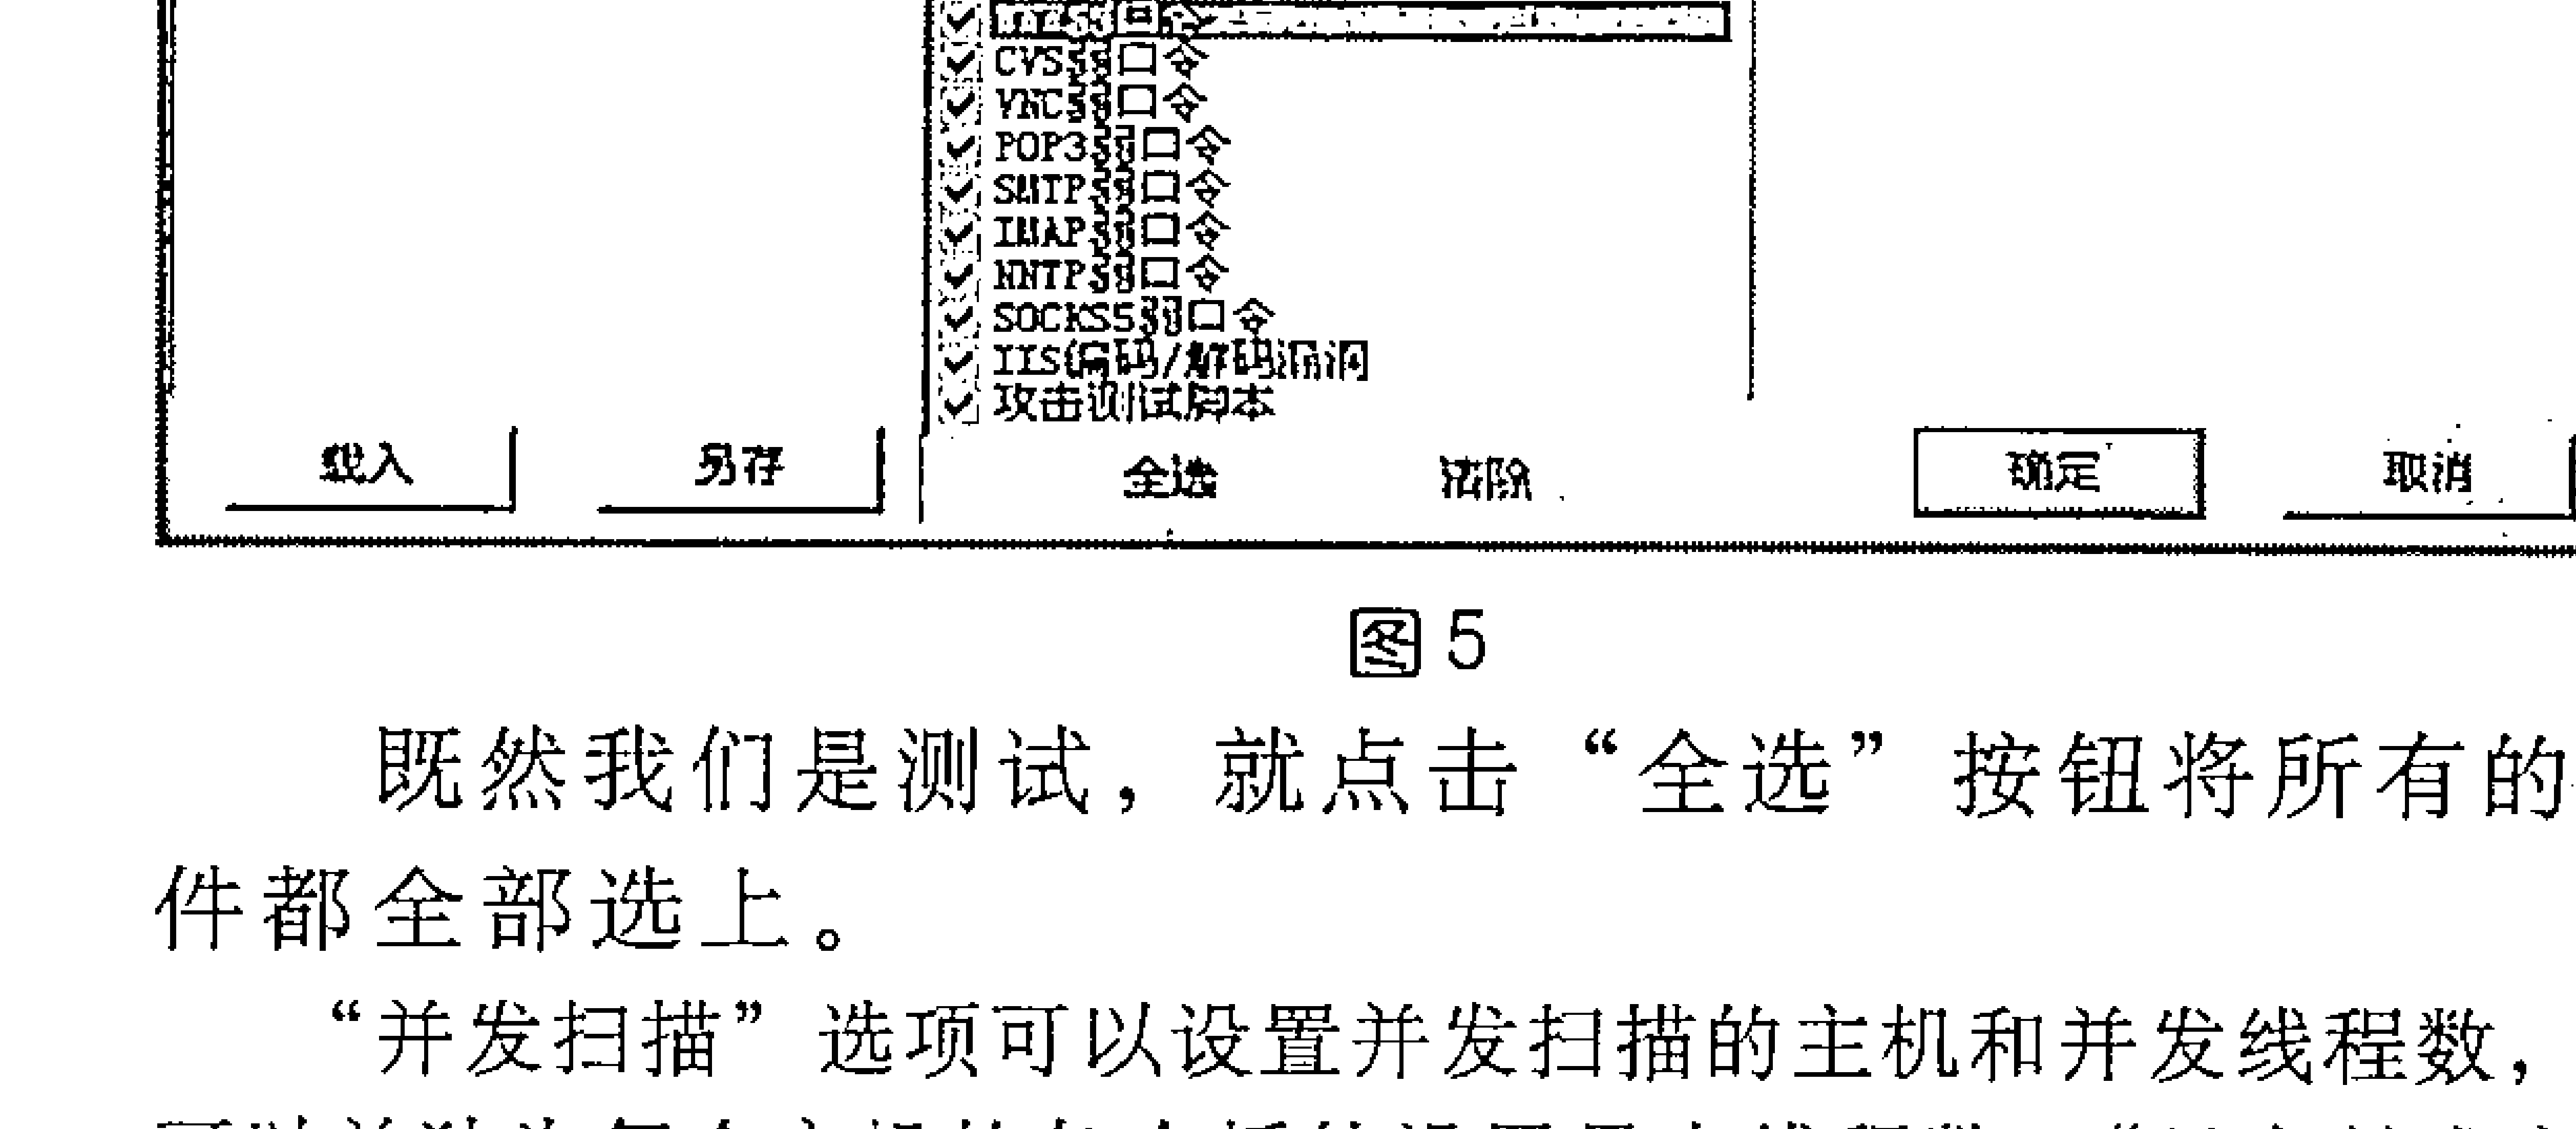 CVS弱口令
VNC弱口令
POP3弱口令
SMTP弱口令
IMAP弱口令
NNTP弱口令
SOCKS5弱口令
IIS编码/解码漏洞
攻击测试脚本
载入 另存 全选 清除 确定 取消
图5
既然我们是测试，就点击“全选”按钮将所有的
件都全部选上。
“并发扫描”选项可以设置并发扫描的主机和并发线程数，